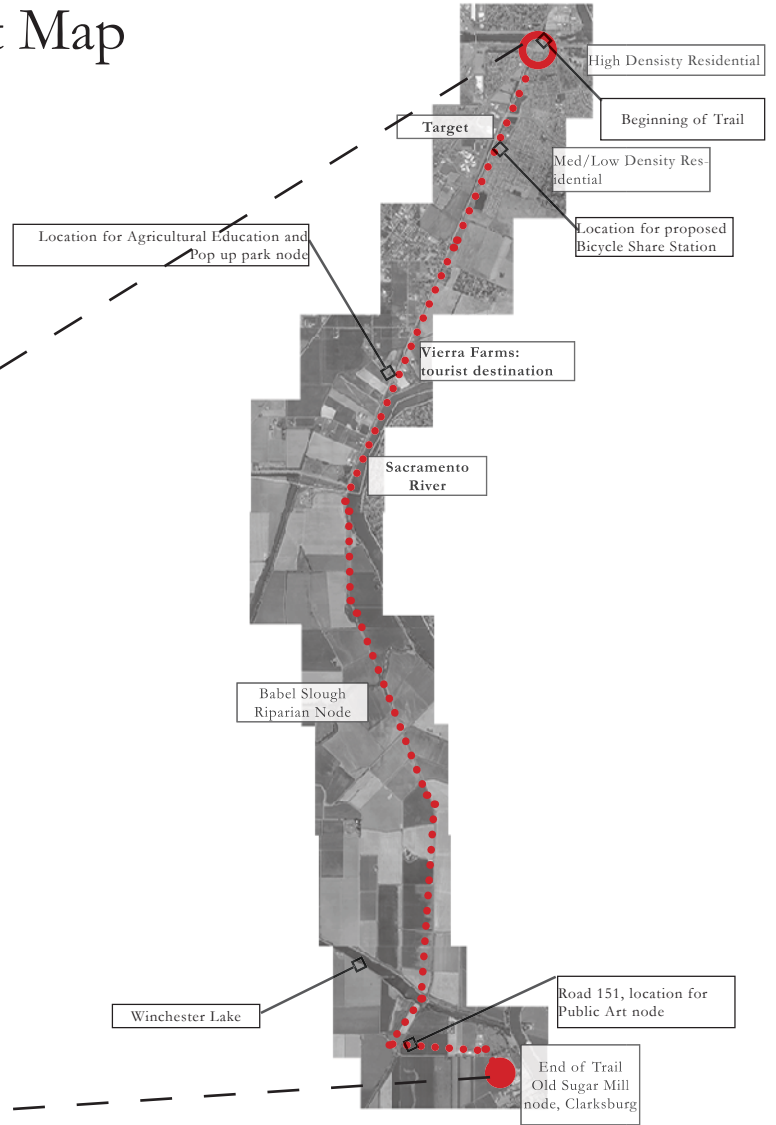 Map
High Densisty Residential
Beginning of Trail
Target
Med/Low Density Res-
idential
Location for proposed
Bicycle Share Station
Location for Agricultural Education and
Pop up park node
Vierra Farms:
tourist destination
Sacramento
River
Babel Slough
Riparian Node
Winchester Lake
Road 151, location for
Public Art node
End of Trail
Old Sugar Mill
node, Clarksburg